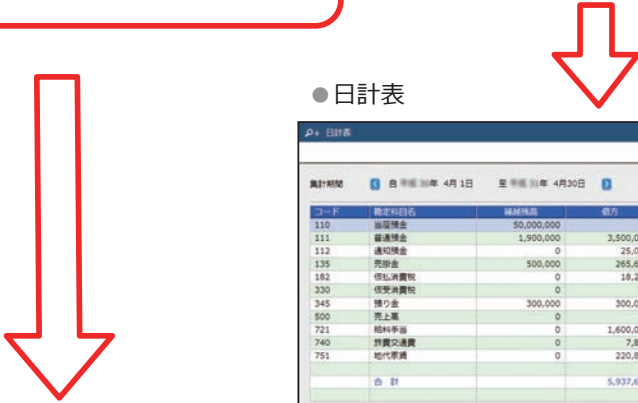 ●日計表
日計表
集計期間 自 年 4月 1日 至 年 4月30日
コード 勘定科目名 繰越残高 借方
110 当座預金 50,000,000
111 普通預金 1,900,000 3,500,0
112 通知預金 0 25,0
135 売掛金 500,000 265,6
182 仮払消費税 0 18,2
330 仮受消費税 0
345 預り金 300,000 300,0
500 売上高 0
721 給料手当 0 1,600,0
740 旅費交通費 0 7,8
751 地代家賃 0 220,8
合 計 5,937,6